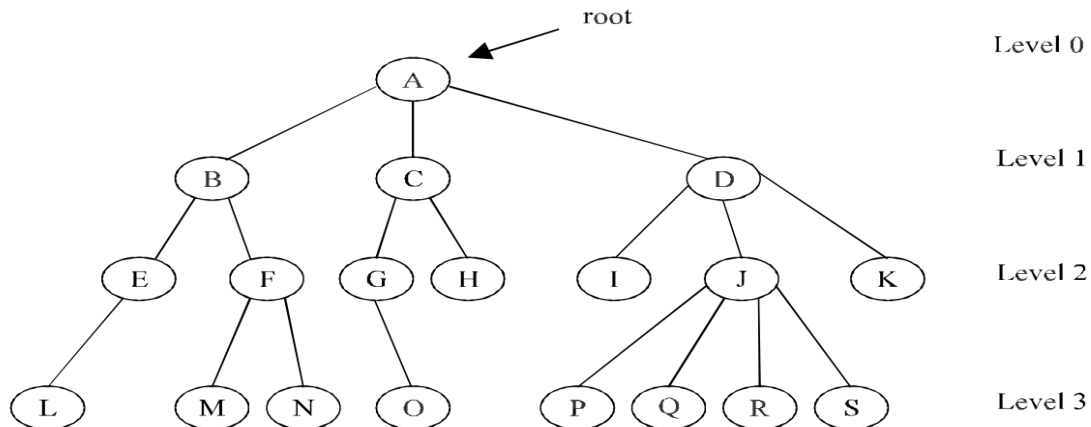 root
Level 0
A
Level 1
B C D
E F G H I J K Level 2
L M N O P Q R S Level 3